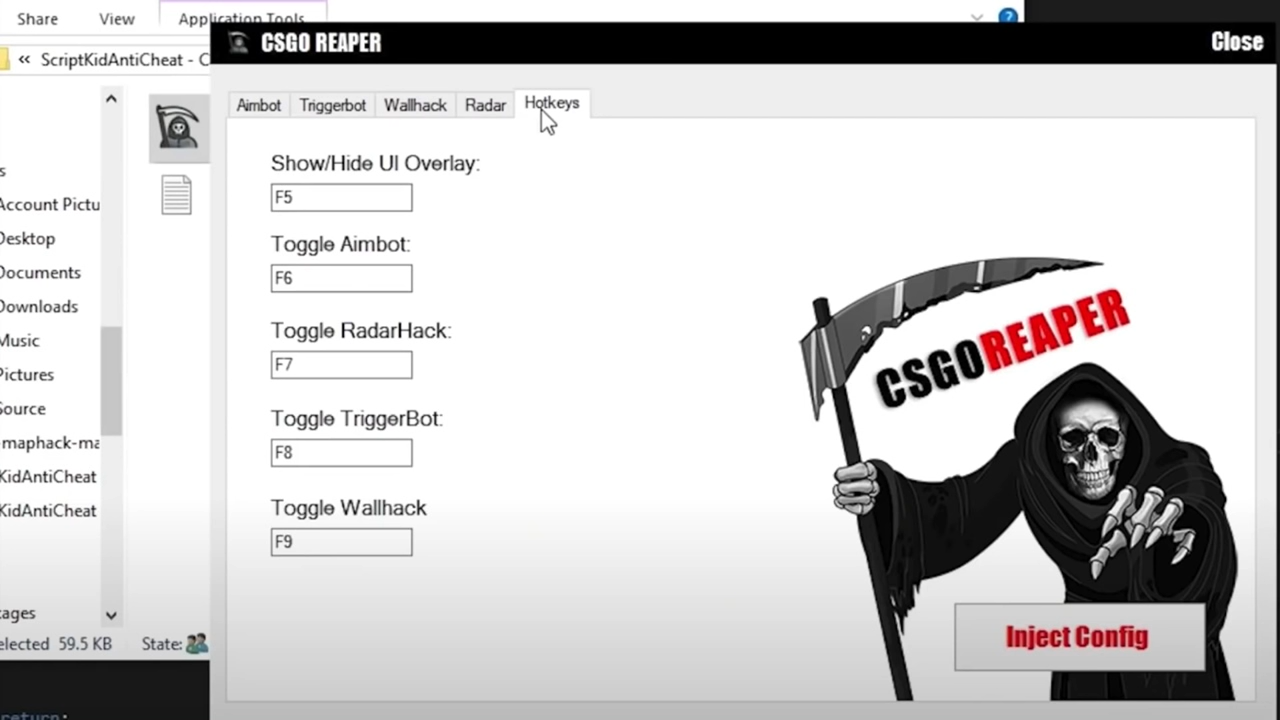 Share
View
Application Tools
?
« ScriptKidAntiCheat - C
CSGO REAPER
Close
Aimbot
Triggerbot
Wallhack
Radar
Hotkeys
s
Account Pictu
Desktop
Documents
Downloads
Music
Pictures
Source
-maphack-ma
KidAntiCheat
KidAntiCheat
kages
elected 59.5 KB
State:
Show/Hide UI Overlay:
F5
Toggle Aimbot:
F6
Toggle RadarHack:
F7
Toggle TriggerBot:
F8
Toggle Wallhack
F9
CSGOREAPER
Inject Config
return;